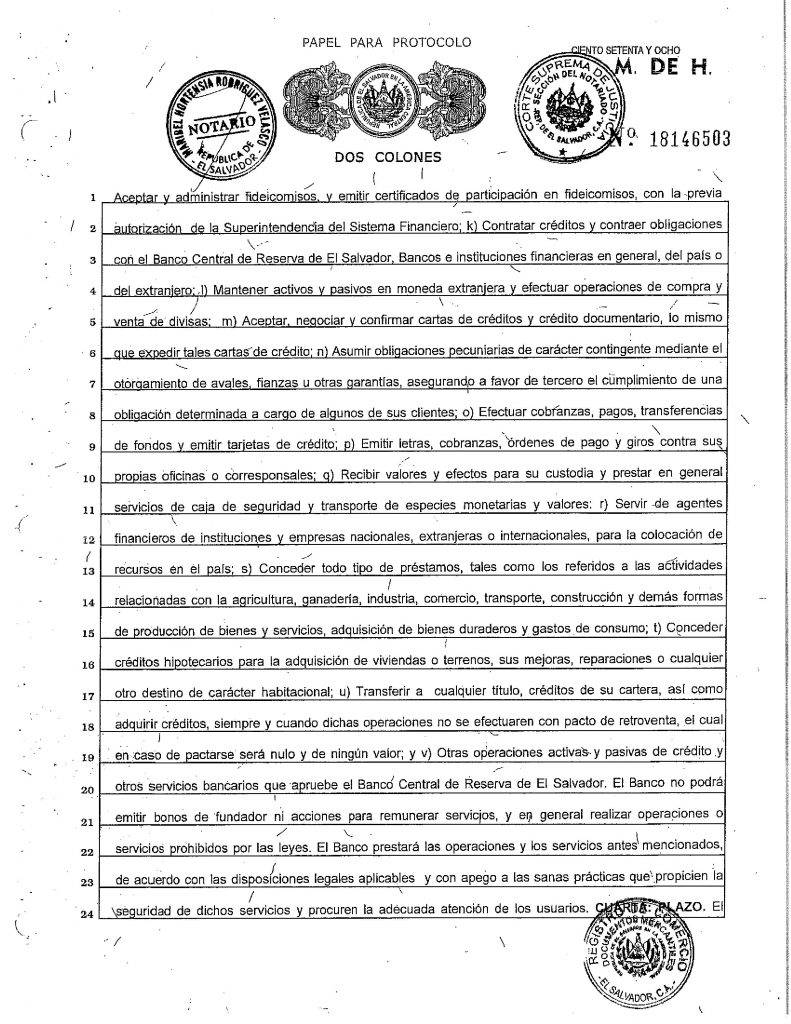 PAPEL PARA PROTOCOLO
CIENTO SETENTA Y OCHO
M. DE H.
MARIBEL HORTENSIA RODRIGUEZ VELASCO
NOTARIO
REPUBLICA DE EL SALVADOR
REPUBLICA DE EL SALVADOR EN LA AMERICA CENTRAL
CORTE SUPREMA DE JUSTICIA
SECCIÓN DEL NOTARIADO
REP. DE EL SALVADOR, C.A.
Nº. 18146503
DOS COLONES
1 Aceptar y administrar fideicomisos, y emitir certificados de participación en fideicomisos, con la previa
2 autorización de la Superintendencia del Sistema Financiero; k) Contratar créditos y contraer obligaciones
3 con el Banco Central de Reserva de El Salvador, Bancos e instituciones financieras en general, del país o
4 del extranjero; l) Mantener activos y pasivos en moneda extranjera y efectuar operaciones de compra y
5 venta de divisas; m) Aceptar, negociar y confirmar cartas de créditos y crédito documentario, lo mismo
6 que expedir tales cartas de crédito; n) Asumir obligaciones pecuniarias de carácter contingente mediante el
7 otorgamiento de avales, fianzas u otras garantías, asegurando a favor de tercero el cumplimiento de una
8 obligación determinada a cargo de algunos de sus clientes; o) Efectuar cobranzas, pagos, transferencias
9 de fondos y emitir tarjetas de crédito; p) Emitir letras, cobranzas, órdenes de pago y giros contra sus
10 propias oficinas o corresponsales; q) Recibir valores y efectos para su custodia y prestar en general
11 servicios de caja de seguridad y transporte de especies monetarias y valores: r) Servir de agentes
12 financieros de instituciones y empresas nacionales, extranjeras o internacionales, para la colocación de
13 recursos en el país; s) Conceder todo tipo de préstamos, tales como los referidos a las actividades
14 relacionadas con la agricultura, ganadería, industria, comercio, transporte, construcción y demás formas
15 de producción de bienes y servicios, adquisición de bienes duraderos y gastos de consumo; t) Conceder
16 créditos hipotecarios para la adquisición de viviendas o terrenos, sus mejoras, reparaciones o cualquier
17 otro destino de carácter habitacional; u) Transferir a cualquier título, créditos de su cartera, así como
18 adquirir créditos, siempre y cuando dichas operaciones no se efectuaren con pacto de retroventa, el cual
19 en caso de pactarse será nulo y de ningún valor; y v) Otras operaciones activas y pasivas de crédito y
20 otros servicios bancarios que apruebe el Banco Central de Reserva de El Salvador. El Banco no podrá
21 emitir bonos de fundador ni acciones para remunerar servicios, y en general realizar operaciones o
22 servicios prohibidos por las leyes. El Banco prestará las operaciones y los servicios antes mencionados,
23 de acuerdo con las disposiciones legales aplicables y con apego a las sanas prácticas que propicien la
24 seguridad de dichos servicios y procuren la adecuada atención de los usuarios. CUARTA: PLAZO. El
REGISTRO DE COMERCIO
DOCUMENTOS MERCANTILES
EL SALVADOR, C.A.